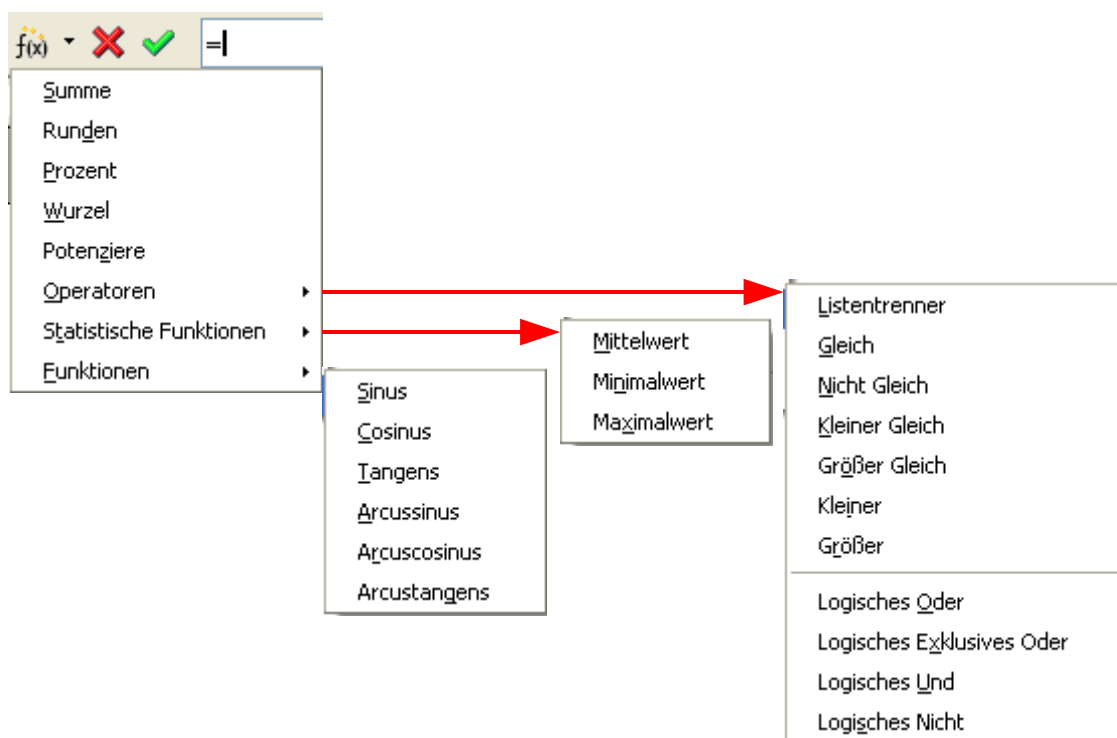 f(x)
=
Summe
Runden
Prozent
Wurzel
Potenziere
Operatoren
Statistische Funktionen
Funktionen
Sinus
Cosinus
Tangens
Arcussinus
Arcuscosinus
Arcustangens
Mittelwert
Minimalwert
Maximalwert
Listentrenner
Gleich
Nicht Gleich
Kleiner Gleich
Größer Gleich
Kleiner
Größer
Logisches Oder
Logisches Exklusives Oder
Logisches Und
Logisches Nicht